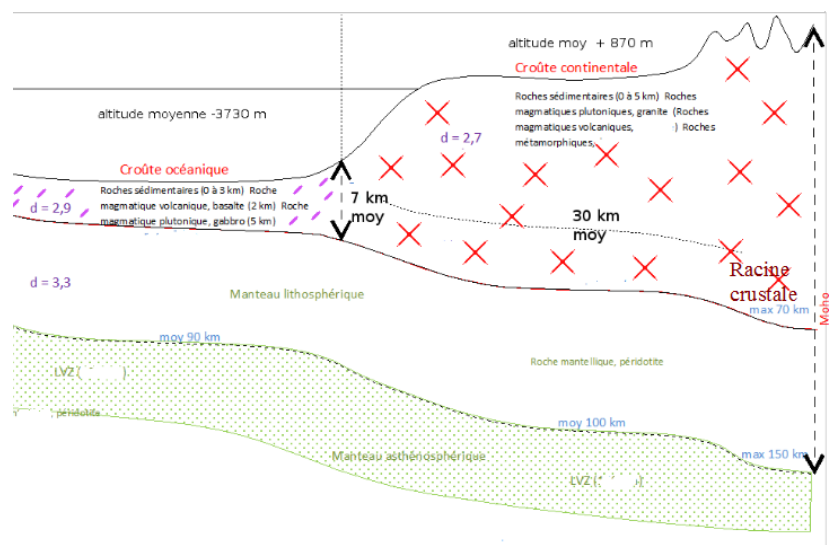 altitude moy + 870 m
Croûte continentale
altitude moyenne -3730 m
Roches sédimentaires (0 à 5 km) Roches
magmatiques plutoniques, granite (Roches
magmatiques volcaniques, ) Roches
métamorphiques,
d = 2,7
Croûte océanique
Roches sédimentaires (0 à 3 km) Roche
magmatique volcanique, basalte (2 km) Roche
magmatique plutonique, gabbro (5 km)
d = 2,9
7 km
moy
30 km
moy
Racine
crustale
max 70 km
Moho
d = 3,3
Manteau lithosphérique
moy 90 km
Roche mantellique, péridotite
LVZ (
péridotite
moy 100 km
Manteau asthénosphérique
max 150 km
LVZ (